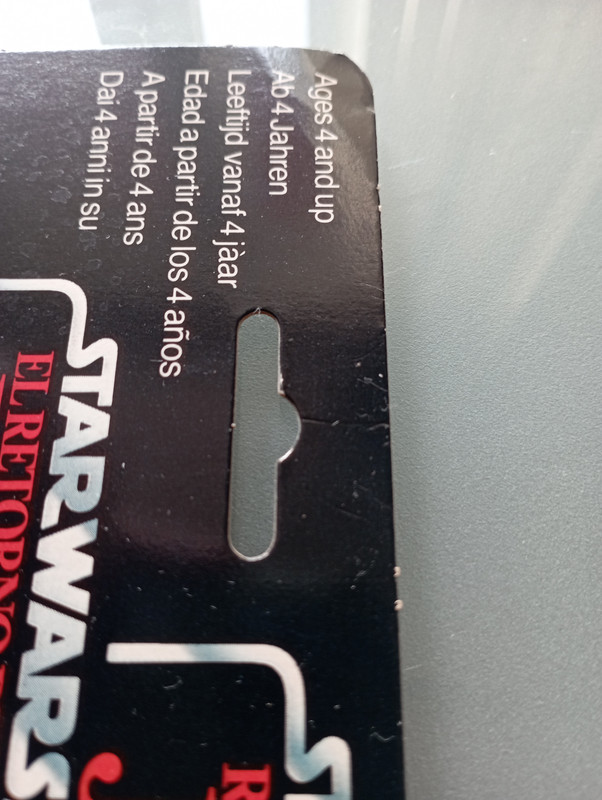 Ages 4 and up
Ab 4 Jahren
Leeftijd vanaf 4 jàar
Edad a partir de los 4 años
A partir de 4 ans
Dai 4 anni in su
STAR WARS
EL RETORNO
ST
R